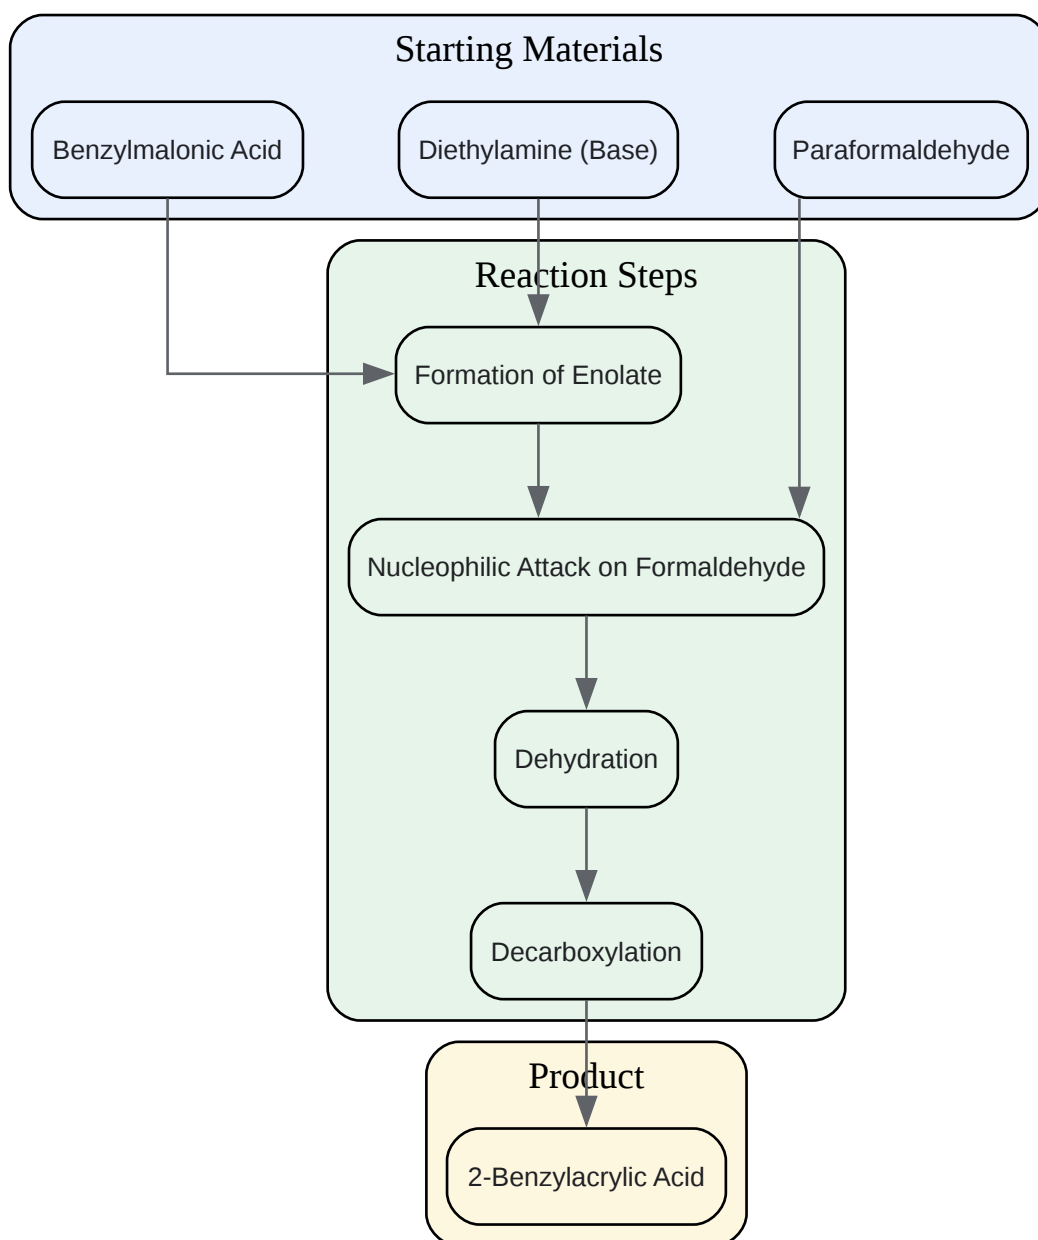 Starting Materials
Benzylmalonic Acid
Diethylamine (Base)
Paraformaldehyde
Reaction Steps
Formation of Enolate
Nucleophilic Attack on Formaldehyde
Dehydration
Decarboxylation
Product
2-Benzylacrylic Acid